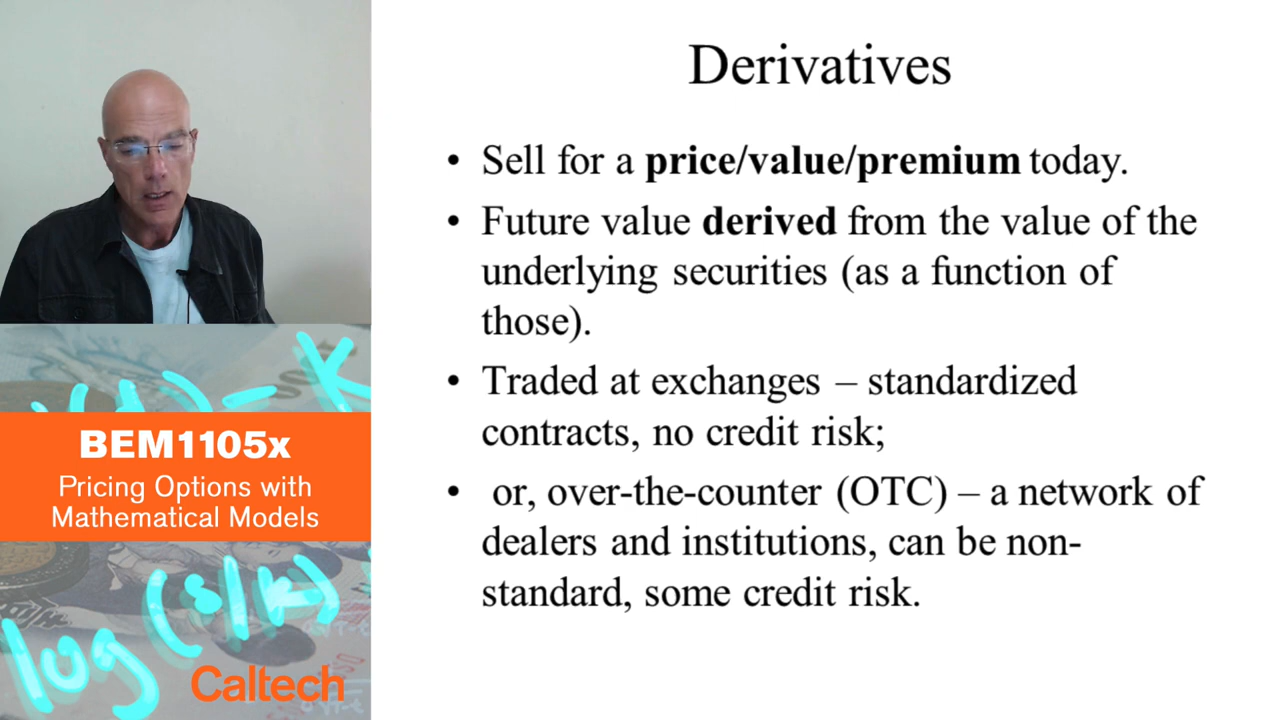 Derivatives
• Sell for a price/value/premium today.
• Future value derived from the value of the
underlying securities (as a function of
those).
• Traded at exchanges – standardized
contracts, no credit risk;
• or, over-the-counter (OTC) – a network of
dealers and institutions, can be non-
standard, some credit risk.
BEM1105x
Pricing Options with
Mathematical Models
log (s/K)
Caltech